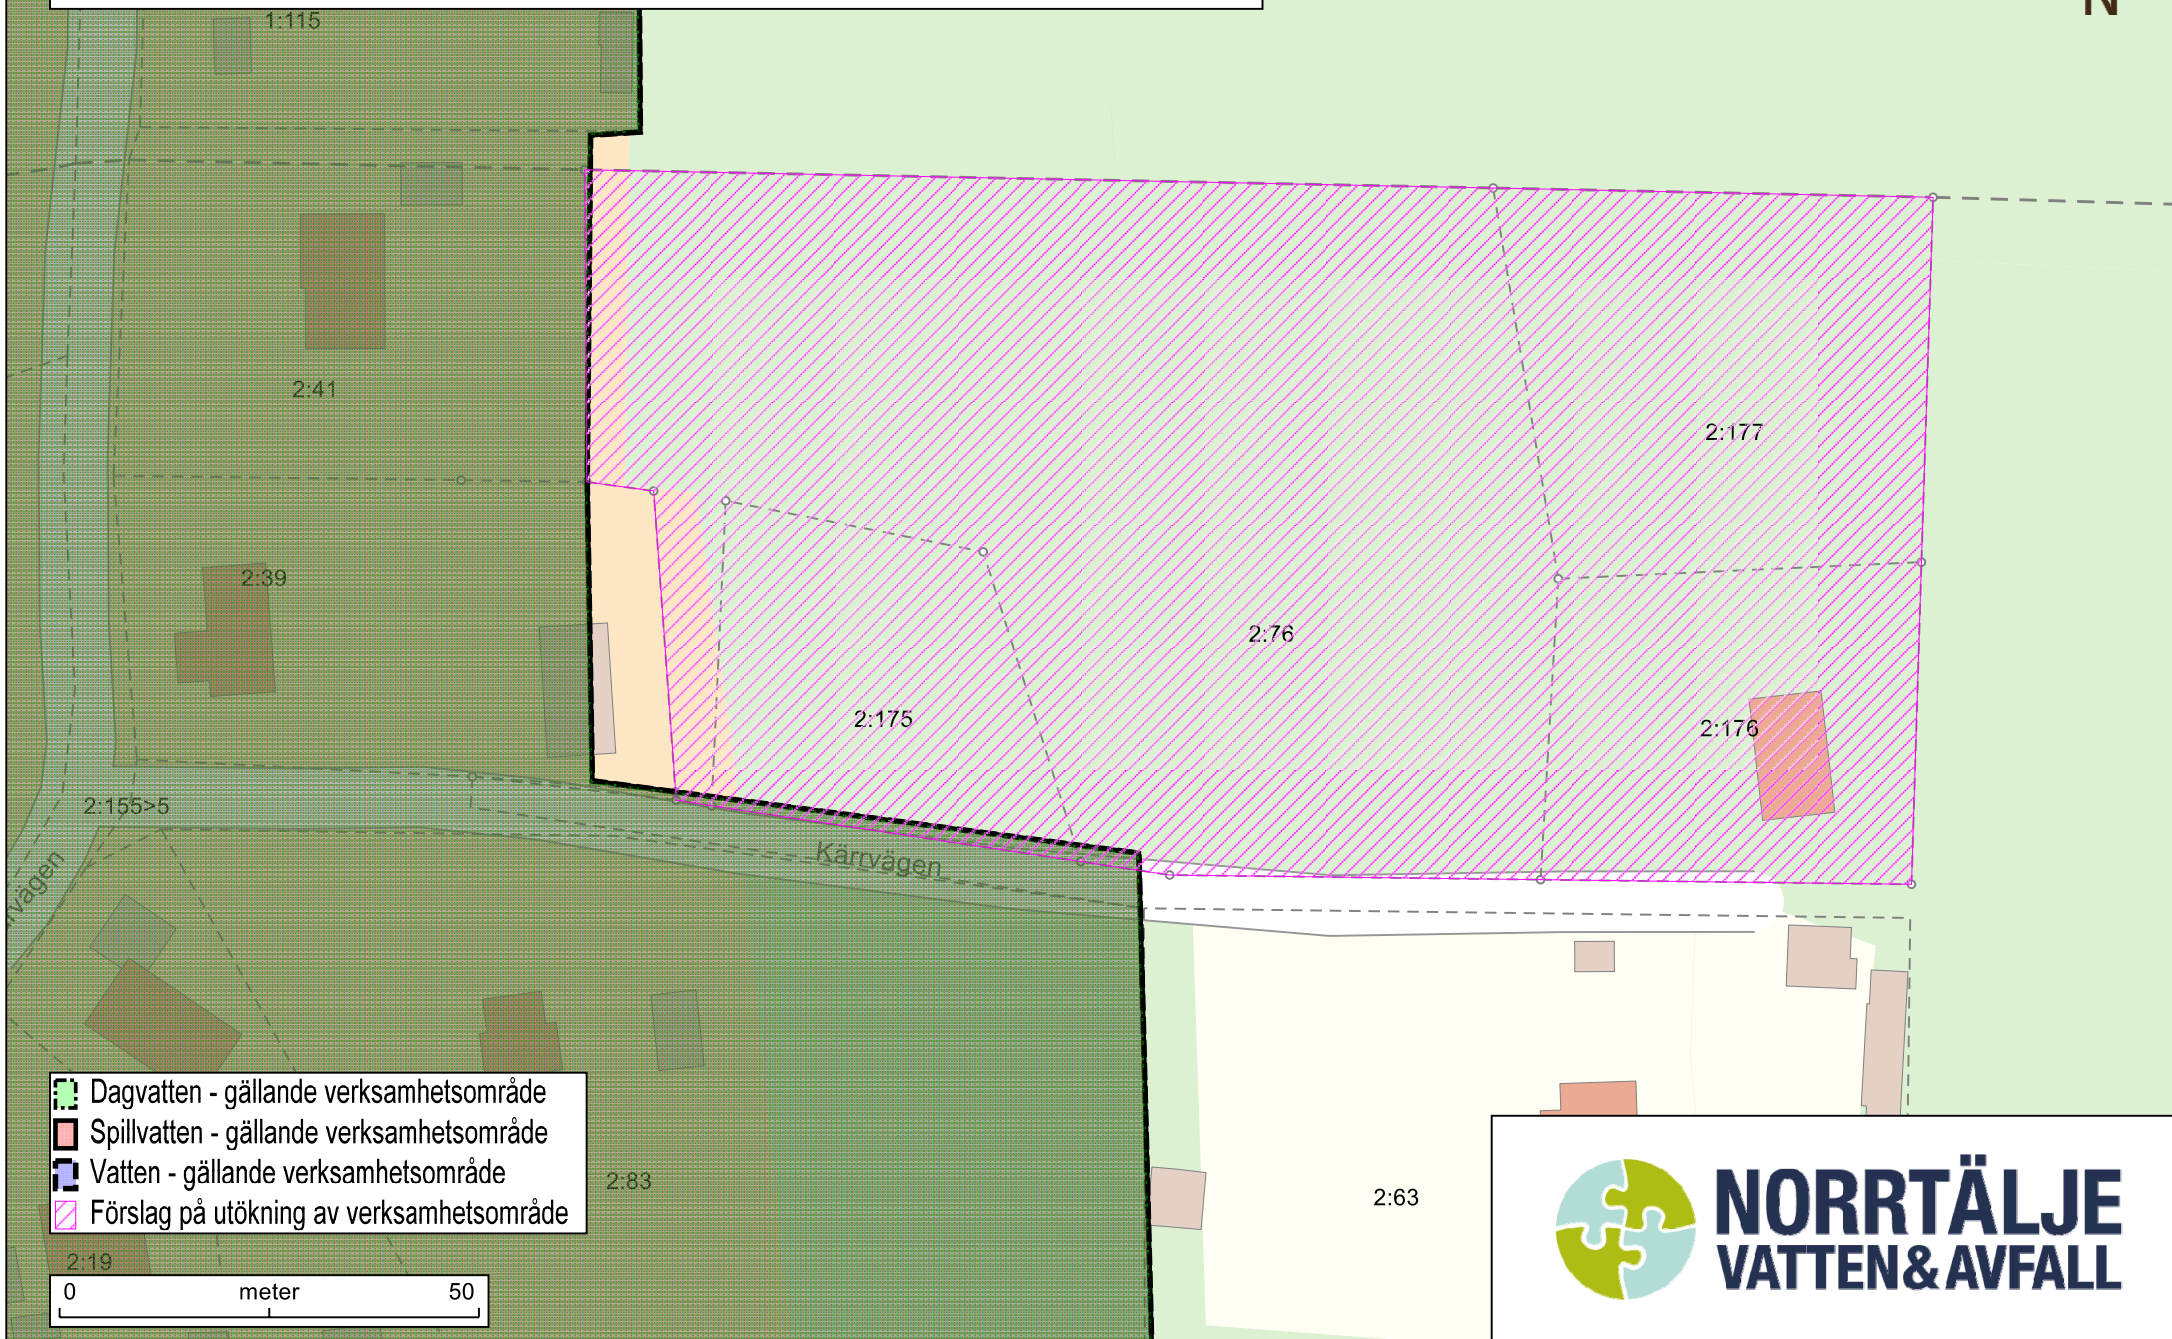 N
1:115
2:41
2:177
2:39
2:76
2:175
2:176
2:155>5
Kärrvägen
vägen
Dagvatten - gällande verksamhetsområde
Spillvatten - gällande verksamhetsområde
Vatten - gällande verksamhetsområde
Förslag på utökning av verksamhetsområde
2:83
2:63
2:19
0 meter 50
NORRTÄLJE
VATTEN&AVFALL